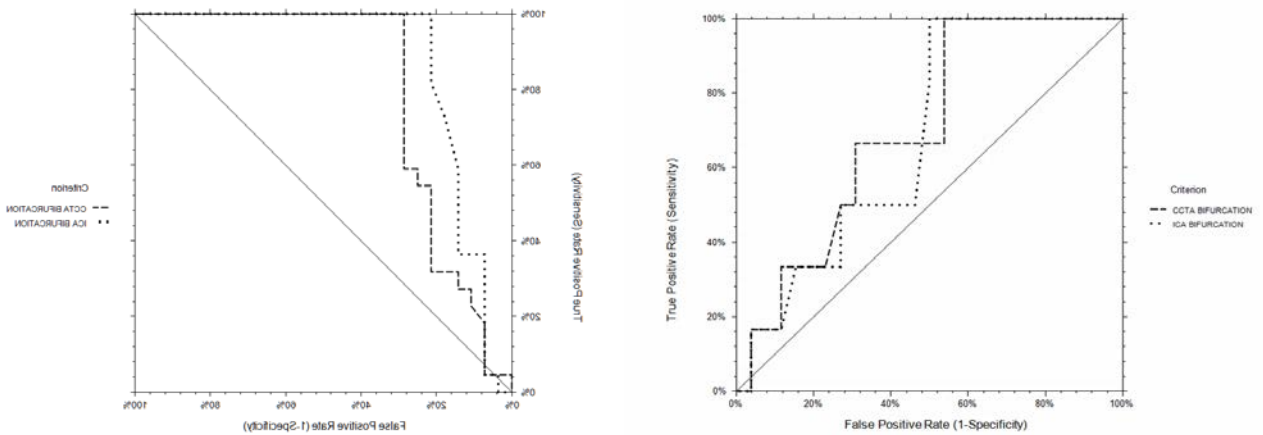 100%
80%
60%
40%
20%
0%
True Positive Rate (Sensitivity)
100%
80%
60%
40%
20%
0%
False Positive Rate (1-Specificity)
Criterion
CCTA BIFURCATION
ICA BIFURCATION
100%
80%
60%
40%
20%
0%
True Positive Rate (Sensitivity)
0%
20%
40%
60%
80%
100%
False Positive Rate (1-Specificity)
Criterion
CCTA BIFURCATION
ICA BIFURCATION